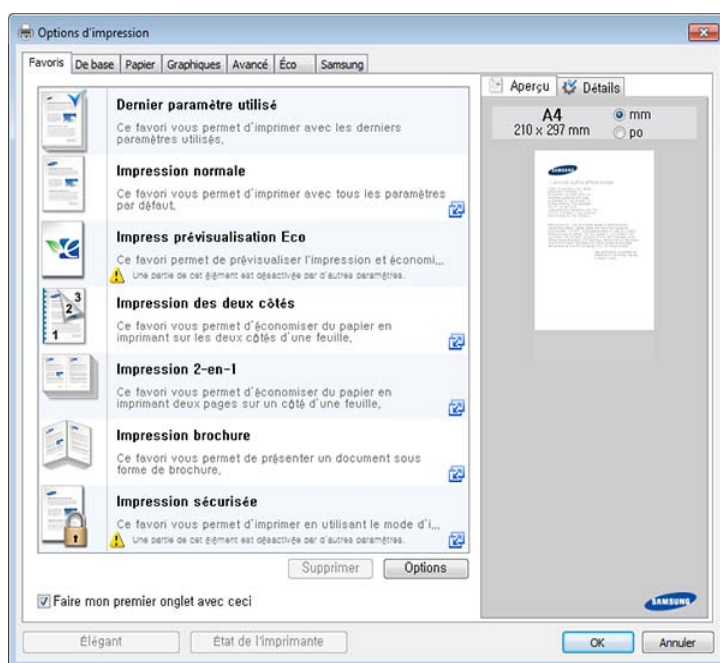 Options d'impression
Favoris De base Papier Graphiques Avancé Éco Samsung
Dernier paramètre utilisé
Ce favori vous permet d'imprimer avec les derniers
paramètres utilisés,
Impression normale
Ce favori vous permet d'imprimer avec tous les paramètres
par défaut,
Impress prévisualisation Eco
Ce favori permet de prévisualiser l'impression et économi...
Une partie de cet élément est désactivée par d'autres paramètres.
Impression des deux côtés
Ce favori vous permet d'économiser du papier en
imprimant sur les deux côtés d'une feuille,
Impression 2-en-1
Ce favori vous permet d'économiser du papier en
imprimant deux pages sur un côté d'une feuille,
Impression brochure
Ce favori vous permet de présenter un document sous
forme de brochure,
Impression sécurisée
Ce favori vous permet d'imprimer en utilisant le mode d'i...
Une partie de cet élément est désactivée par d'autres paramètres.
Supprimer Options
Faire mon premier onglet avec ceci
Élégant État de l'imprimante
Aperçu Détails
A4
210 x 297 mm
mm
po
SAMSUNG
SAMSUNG
OK Annuler
1 2 3